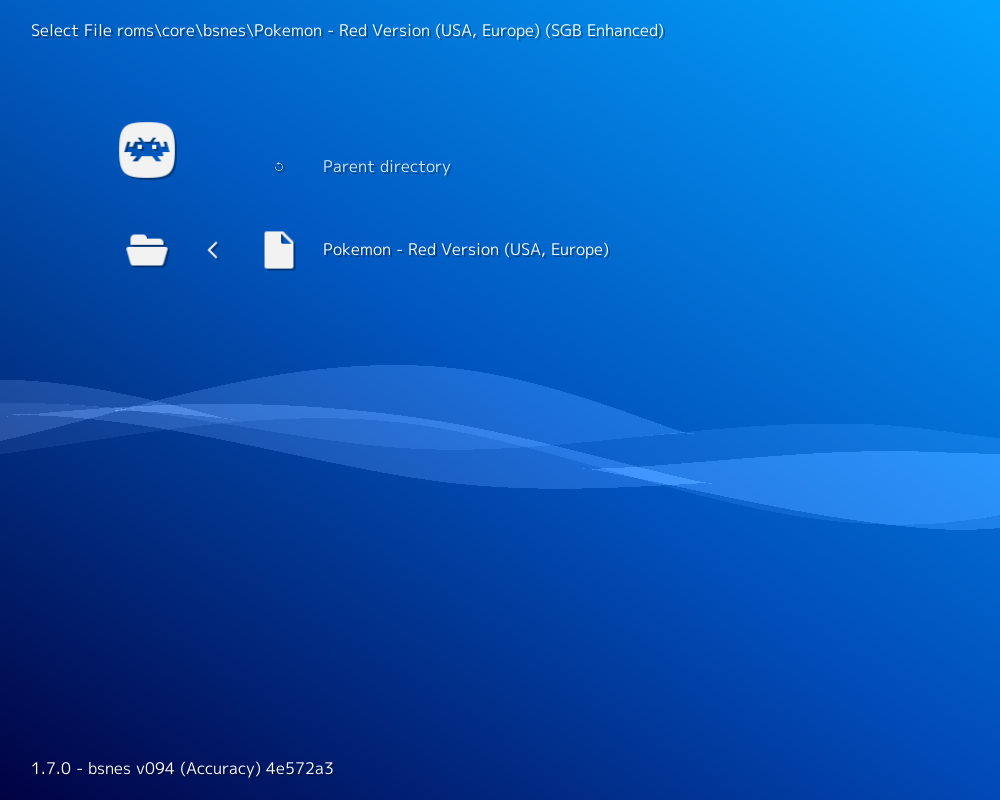 Select File roms\core\bsnes\Pokemon - Red Version (USA, Europe) (SGB Enhanced)
Parent directory
Pokemon - Red Version (USA, Europe)
1.7.0 - bsnes v094 (Accuracy) 4e572a3